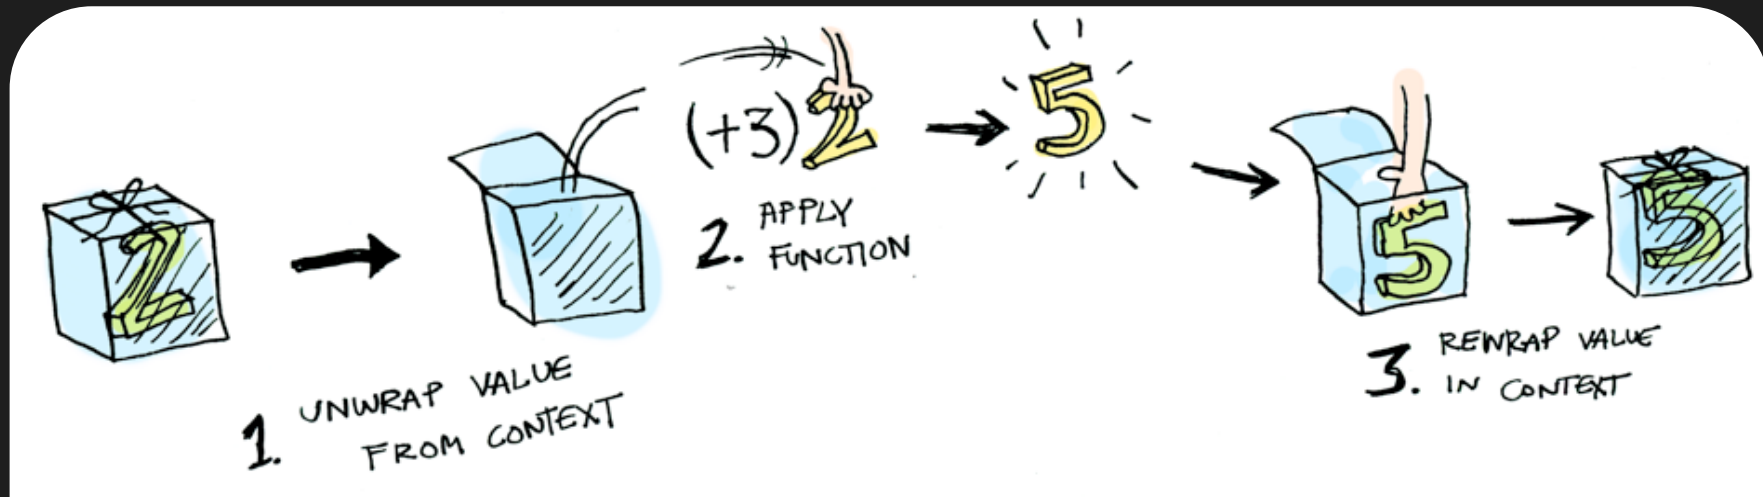 2
1. UNWRAP VALUE
FROM CONTEXT
(+3) 2
2. APPLY
FUNCTION
5
5
3. REWRAP VALUE
IN CONTEXT
5